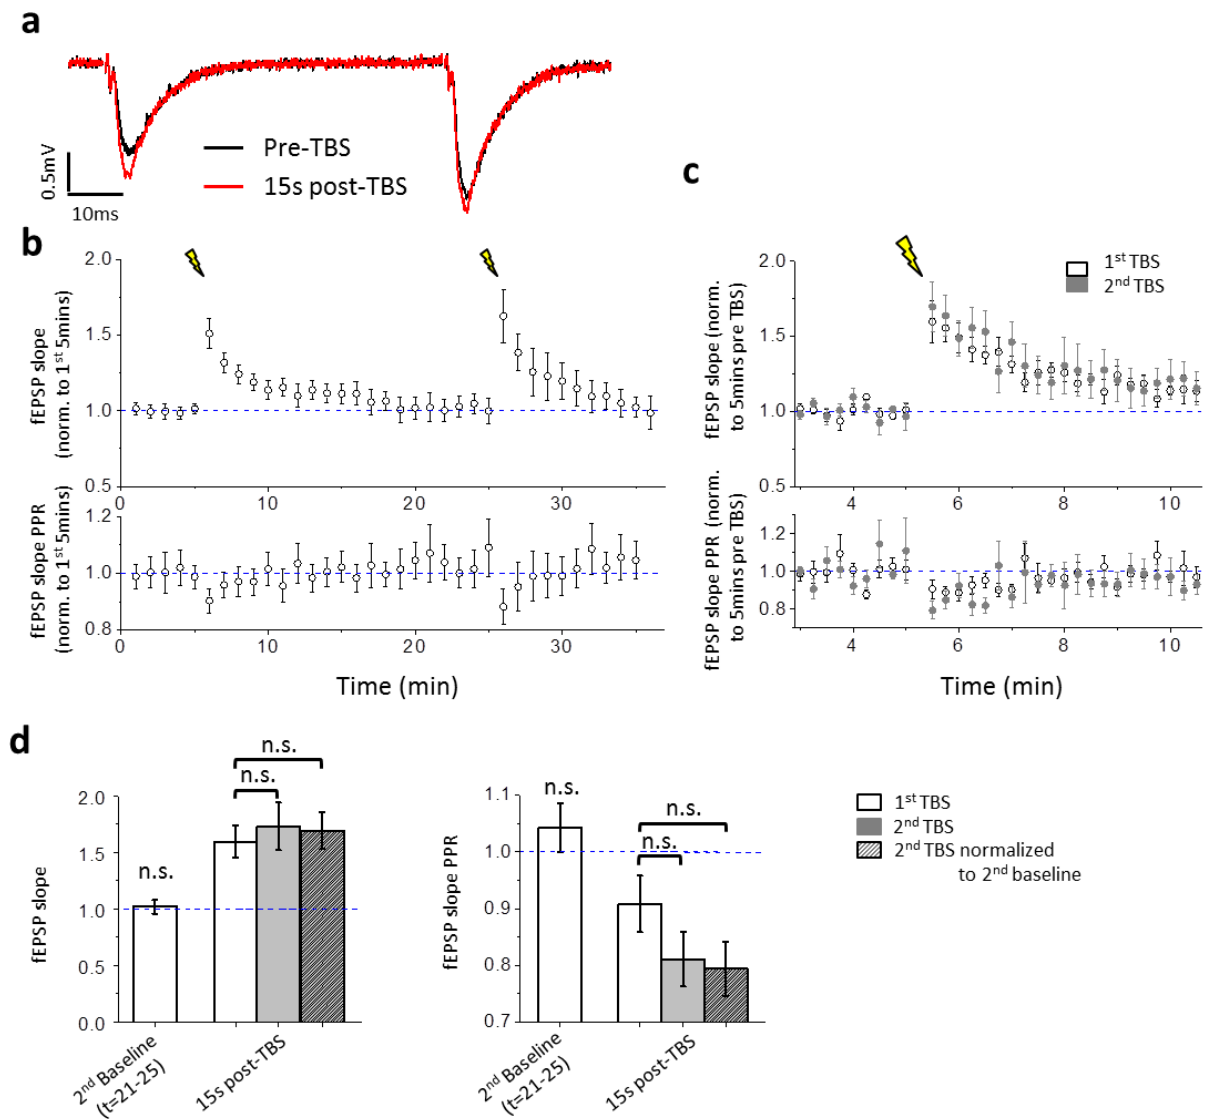 a
0.5mV
10ms
Pre-TBS
15s post-TBS
b
fEPSP slope
(norm. to 1st 5mins)
2.0
1.5
1.0
0.5
0
10
20
30
fEPSP slope PPR
(norm. to 1st 5mins)
1.2
1.0
0.8
0
10
20
30
Time (min)
c
1st TBS
2nd TBS
fEPSP slope (norm.
to 5mins pre TBS)
2.0
1.5
1.0
0.5
4
6
8
10
fEPSP slope PPR (norm.
to 5mins pre TBS)
1.2
1.0
0.8
4
6
8
10
Time (min)
d
fEPSP slope
2.0
1.5
1.0
0.5
0.0
n.s.
n.s.
n.s.
2nd Baseline
(t=21-25)
15s post-TBS
fEPSP slope PPR
1.1
1.0
0.9
0.8
0.7
n.s.
n.s.
n.s.
2nd Baseline
(t=21-25)
15s post-TBS
1st TBS
2nd TBS
2nd TBS normalized
to 2nd baseline